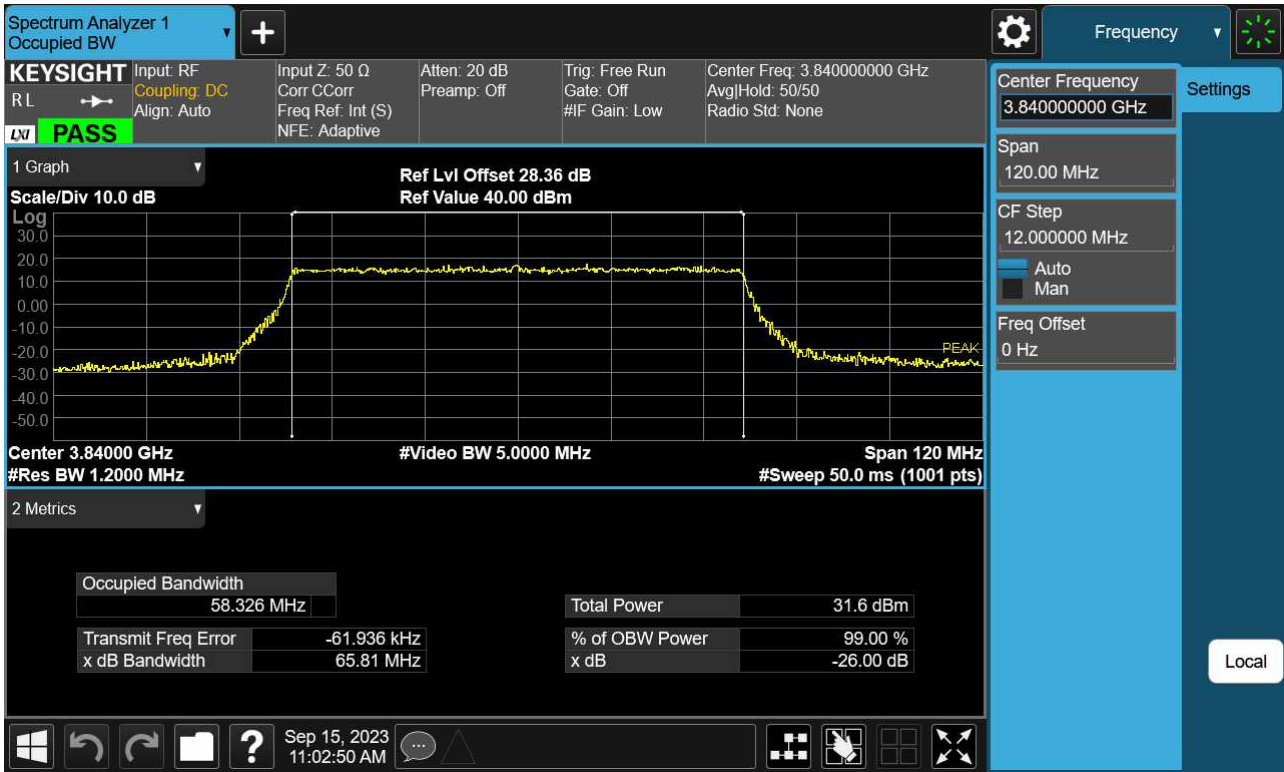 Spectrum Analyzer 1
Occupied BW
Frequency
KEYSIGHT
RL
LXI PASS
Input: RF
Coupling: DC
Align: Auto
Input Z: 50 Ω
Corr CCorr
Freq Ref: Int (S)
NFE: Adaptive
Atten: 20 dB
Preamp: Off
Trig: Free Run
Gate: Off
#IF Gain: Low
Center Freq: 3.840000000 GHz
Avg|Hold: 50/50
Radio Std: None
Center Frequency
3.840000000 GHz
Settings
Span
120.00 MHz
CF Step
12.000000 MHz
Auto
Man
Freq Offset
0 Hz
1 Graph
Scale/Div 10.0 dB
Ref Lvl Offset 28.36 dB
Ref Value 40.00 dBm
Log
30.0
20.0
10.0
0.00
-10.0
-20.0
-30.0
-40.0
-50.0
PEAK
Center 3.84000 GHz
#Video BW 5.0000 MHz
Span 120 MHz
#Res BW 1.2000 MHz
#Sweep 50.0 ms (1001 pts)
2 Metrics
Occupied Bandwidth
58.326 MHz
Total Power 31.6 dBm
Transmit Freq Error -61.936 kHz
% of OBW Power 99.00 %
x dB Bandwidth 65.81 MHz
x dB -26.00 dB
Local
?
Sep 15, 2023
11:02:50 AM